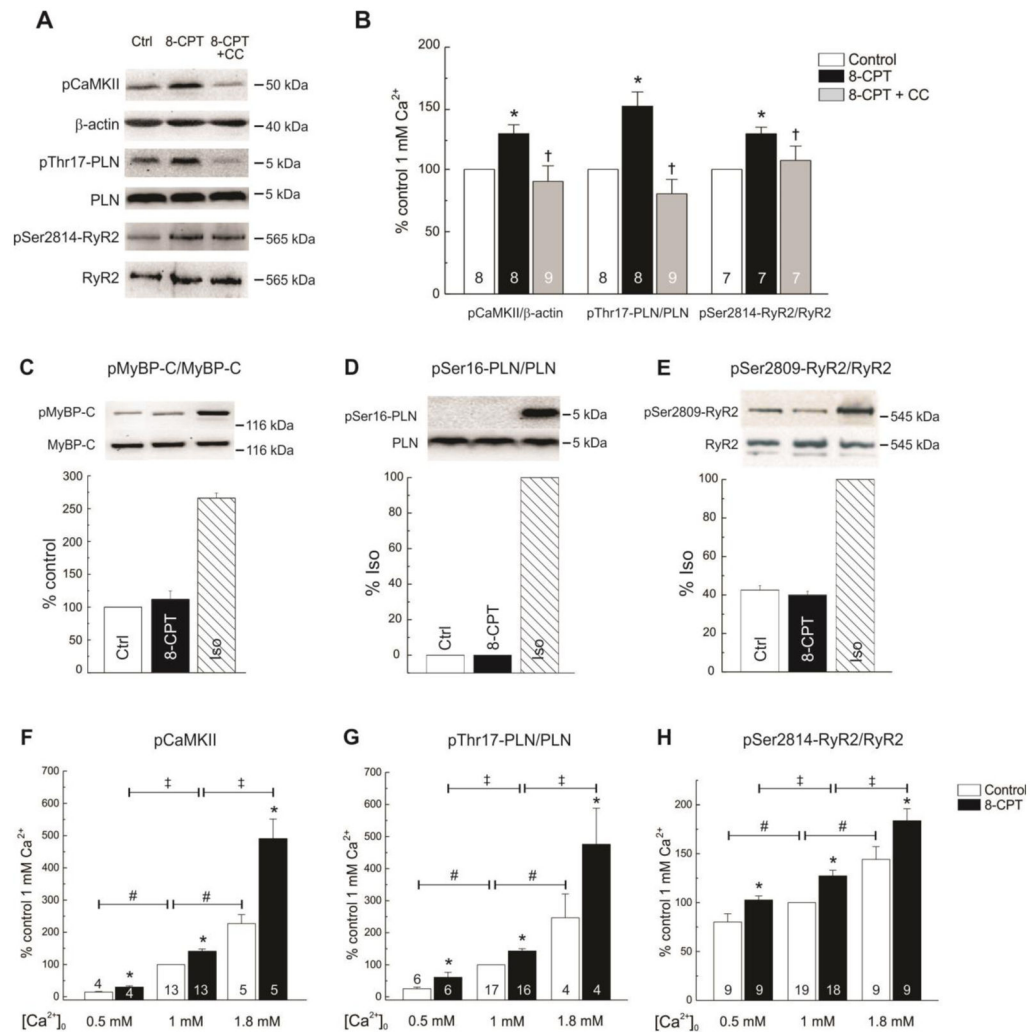 A
Ctrl 8-CPT 8-CPT
+CC
pCaMKII 50 kDa
β-actin 40 kDa
pThr17-PLN 5 kDa
PLN 5 kDa
pSer2814-RyR2 565 kDa
RyR2 565 kDa
B
% control 1 mM Ca²⁺
200
150
100
50
0
Control
8-CPT
8-CPT + CC
* * *
† † †
8 8 9 8 8 9 7 7 7
pCaMKII/β-actin pThr17-PLN/PLN pSer2814-RyR2/RyR2
C pMyBP-C/MyBP-C
pMyBP-C
116 kDa
MyBP-C
116 kDa
% control
300
250
200
150
100
50
0
Ctrl 8-CPT Iso
D pSer16-PLN/PLN
pSer16-PLN 5 kDa
PLN 5 kDa
% Iso
100
80
60
40
20
0
Ctrl 8-CPT Iso
E pSer2809-RyR2/RyR2
pSer2809-RyR2 545 kDa
RyR2 545 kDa
% Iso
100
80
60
40
20
0
Ctrl 8-CPT Iso
F pCaMKII
% control 1 mM Ca²⁺
700
600
500
400
300
200
100
0
‡ ‡
# #
* * *
4 4 13 13 5 5
[Ca²⁺]₀ 0.5 mM 1 mM 1.8 mM
G pThr17-PLN/PLN
% control 1 mM Ca²⁺
700
600
500
400
300
200
100
0
‡ ‡
# #
* * *
6 6 17 16 4 4
[Ca²⁺]₀ 0.5 mM 1 mM 1.8 mM
H pSer2814-RyR2/RyR2
% control 1 mM Ca²⁺
200
150
100
50
0
‡ ‡
# #
* * *
9 9 19 18 9 9
[Ca²⁺]₀ 0.5 mM 1 mM 1.8 mM
Control
8-CPT